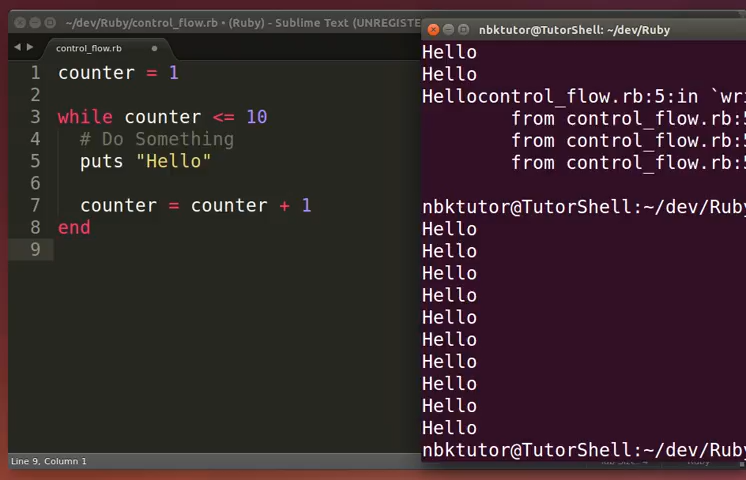 ~/dev/Ruby/control_flow.rb • (Ruby) - Sublime Text (UNREGISTE
control_flow.rb
1 counter = 1
2
3 while counter <= 10
4 # Do Something
5 puts "Hello"
6
7 counter = counter + 1
8 end
9
Line 9, Column 1
nbktutor@TutorShell: ~/dev/Ruby
Hello
Hello
Hellocontrol_flow.rb:5:in `wri
from control_flow.rb:5
from control_flow.rb:
from control_flow.rb:5
nbktutor@TutorShell:~/dev/Ruby
Hello
Hello
Hello
Hello
Hello
Hello
Hello
Hello
Hello
Hello
nbktutor@TutorShell:~/dev/Ruby